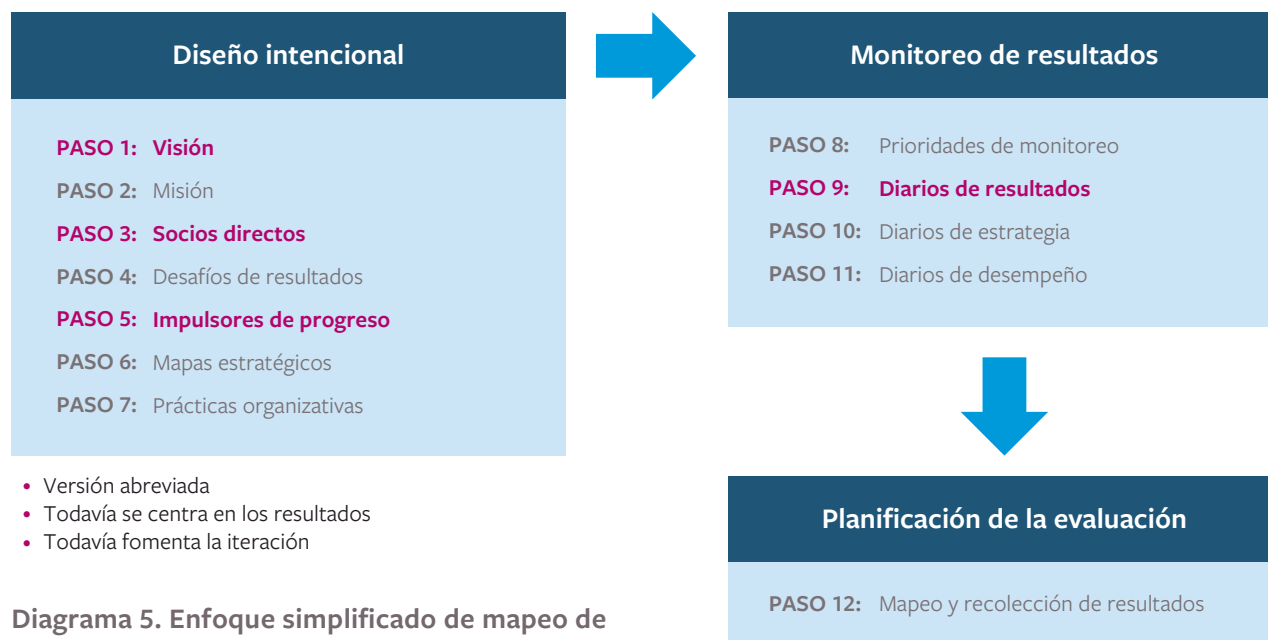 Diseño intencional
PASO 1: Visión
PASO 2: Misión
PASO 3: Socios directos
PASO 4: Desafíos de resultados
PASO 5: Impulsores de progreso
PASO 6: Mapas estratégicos
PASO 7: Prácticas organizativas
• Versión abreviada
• Todavía se centra en los resultados
• Todavía fomenta la iteración
Diagrama 5. Enfoque simplificado de mapeo de
Monitoreo de resultados
PASO 8: Prioridades de monitoreo
PASO 9: Diarios de resultados
PASO 10: Diarios de estrategia
PASO 11: Diarios de desempeño
Planificación de la evaluación
PASO 12: Mapeo y recolección de resultados